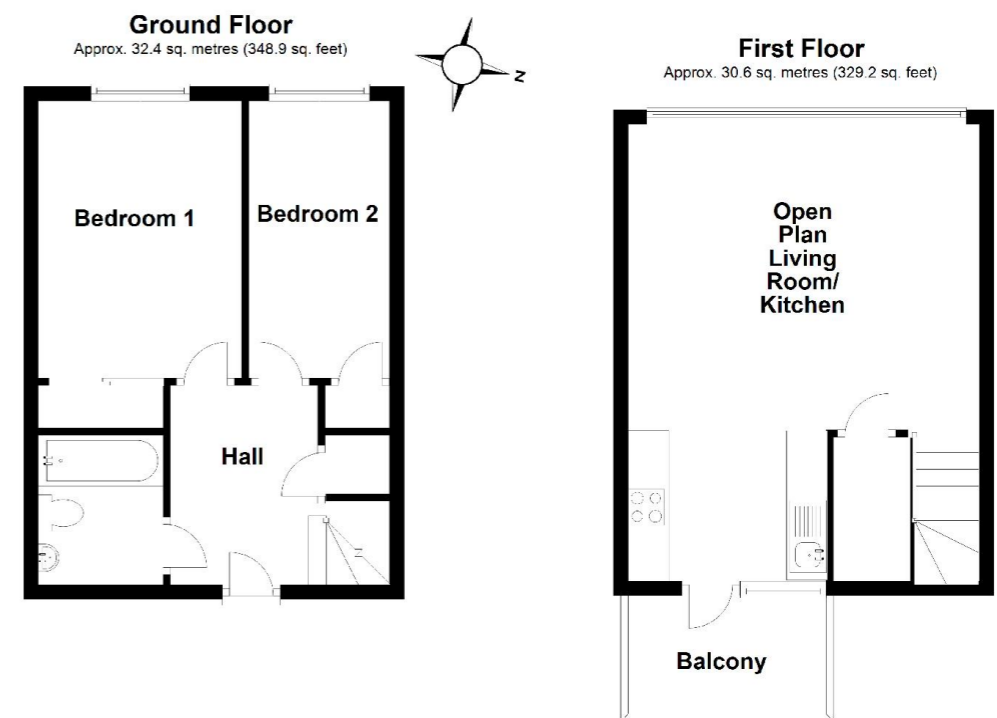 Ground Floor
Approx. 32.4 sq. metres (348.9 sq. feet)
Z
First Floor
Approx. 30.6 sq. metres (329.2 sq. feet)
Bedroom 1
Bedroom 2
Open
Plan
Living
Room/
Kitchen
Hall
Balcony